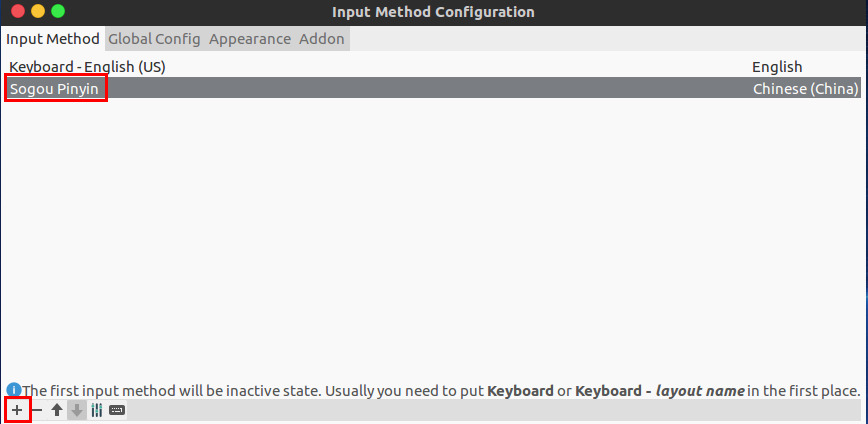 Input Method Configuration
Input Method Global Config Appearance Addon
Keyboard - English (US) English
Sogou Pinyin Chinese (China)
The first input method will be inactive state. Usually you need to put Keyboard or Keyboard - layout name in the first place.